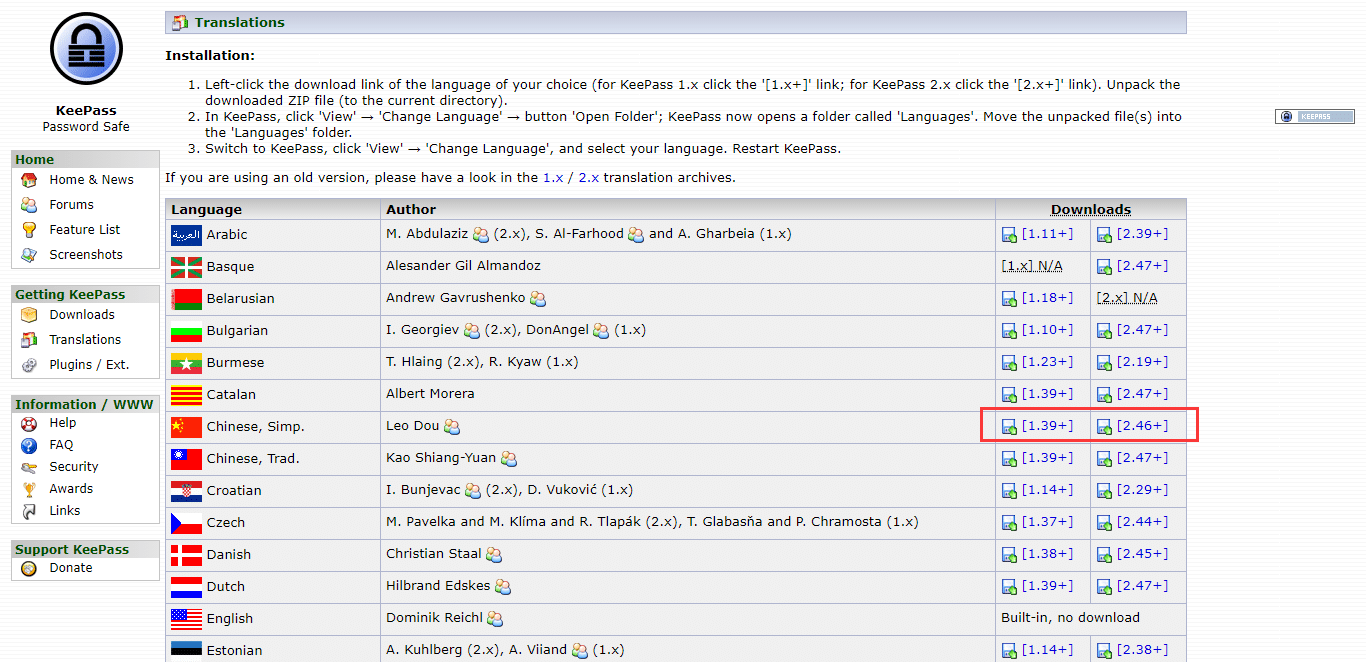 KeePass
Password Safe
Home
Home & News
Forums
Feature List
Screenshots
Getting KeePass
Downloads
Translations
Plugins / Ext.
Information / WWW
Help
FAQ
Security
Awards
Links
Support KeePass
Donate
Translations
Installation:
1. Left-click the download link of the language of your choice (for KeePass 1.x click the '[1.x+]' link; for KeePass 2.x click the '[2.x+]' link). Unpack the
downloaded ZIP file (to the current directory).
2. In KeePass, click 'View' → 'Change Language' → button 'Open Folder'; KeePass now opens a folder called 'Languages'. Move the unpacked file(s) into
the 'Languages' folder.
3. Switch to KeePass, click 'View' → 'Change Language', and select your language. Restart KeePass.
If you are using an old version, please have a look in the 1.x / 2.x translation archives.
Language Author Downloads
العربية Arabic M. Abdulaziz (2.x), S. Al-Farhood and A. Gharbeia (1.x) [1.11+] [2.39+]
Basque Alesander Gil Almandoz [1.x] N/A [2.47+]
Belarusian Andrew Gavrushenko [1.18+] [2.x] N/A
Bulgarian I. Georgiev (2.x), DonAngel (1.x) [1.10+] [2.47+]
Burmese T. Hlaing (2.x), R. Kyaw (1.x) [1.23+] [2.19+]
Catalan Albert Morera [1.39+] [2.47+]
Chinese, Simp. Leo Dou [1.39+] [2.46+]
Chinese, Trad. Kao Shiang-Yuan [1.39+] [2.47+]
Croatian I. Bunjevac (2.x), D. Vuković (1.x) [1.14+] [2.29+]
Czech M. Pavelka and M. Klíma and R. Tlapák (2.x), T. Glabasňa and P. Chramosta (1.x) [1.37+] [2.44+]
Danish Christian Staal [1.38+] [2.45+]
Dutch Hilbrand Edskes [1.39+] [2.47+]
English Dominik Reichl Built-in, no download
Estonian A. Kuhlberg (2.x), A. Viiand (1.x) [1.14+] [2.38+]
KEEPASS